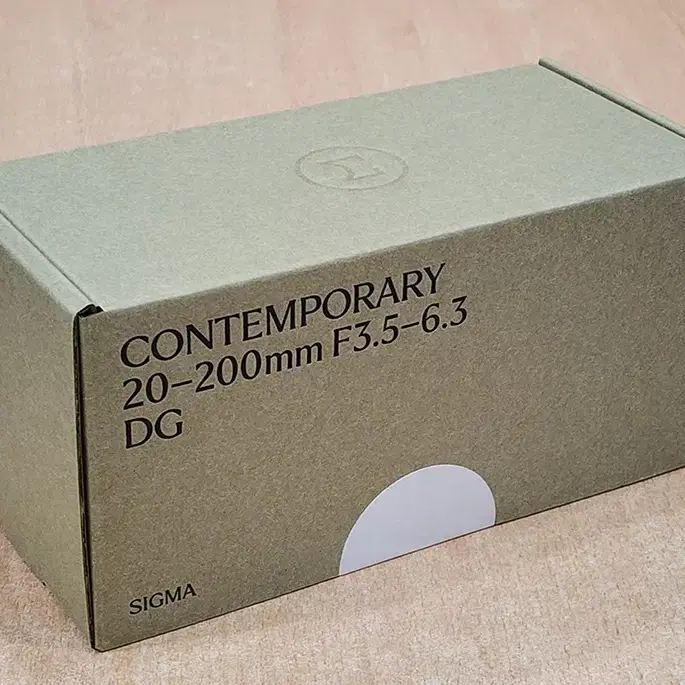 CONTEMPORARY
20–200mm F3.5–6.3
DG
SIGMA